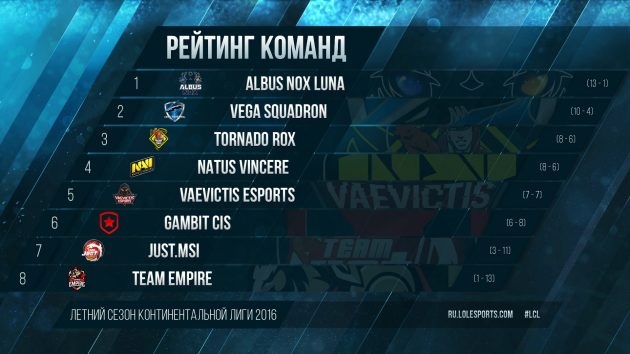 РЕЙТИНГ КОМАНД
1 ALBUS NOX LUNA (13 - 1)
2 VEGA SQUADRON (10 - 4)
3 TORNADO ROX (8 - 6)
4 NATUS VINCERE (8 - 6)
5 VAEVICTIS ESPORTS (7 - 7)
6 GAMBIT CIS (6 - 8)
7 JUST.MSI (3 - 11)
8 TEAM EMPIRE (1 - 13)
VAEVICTIS
TEAM
ЛЕТНИЙ СЕЗОН КОНТИНЕНТАЛЬНОЙ ЛИГИ 2016 RU.LOLESPORTS.COM #LCL